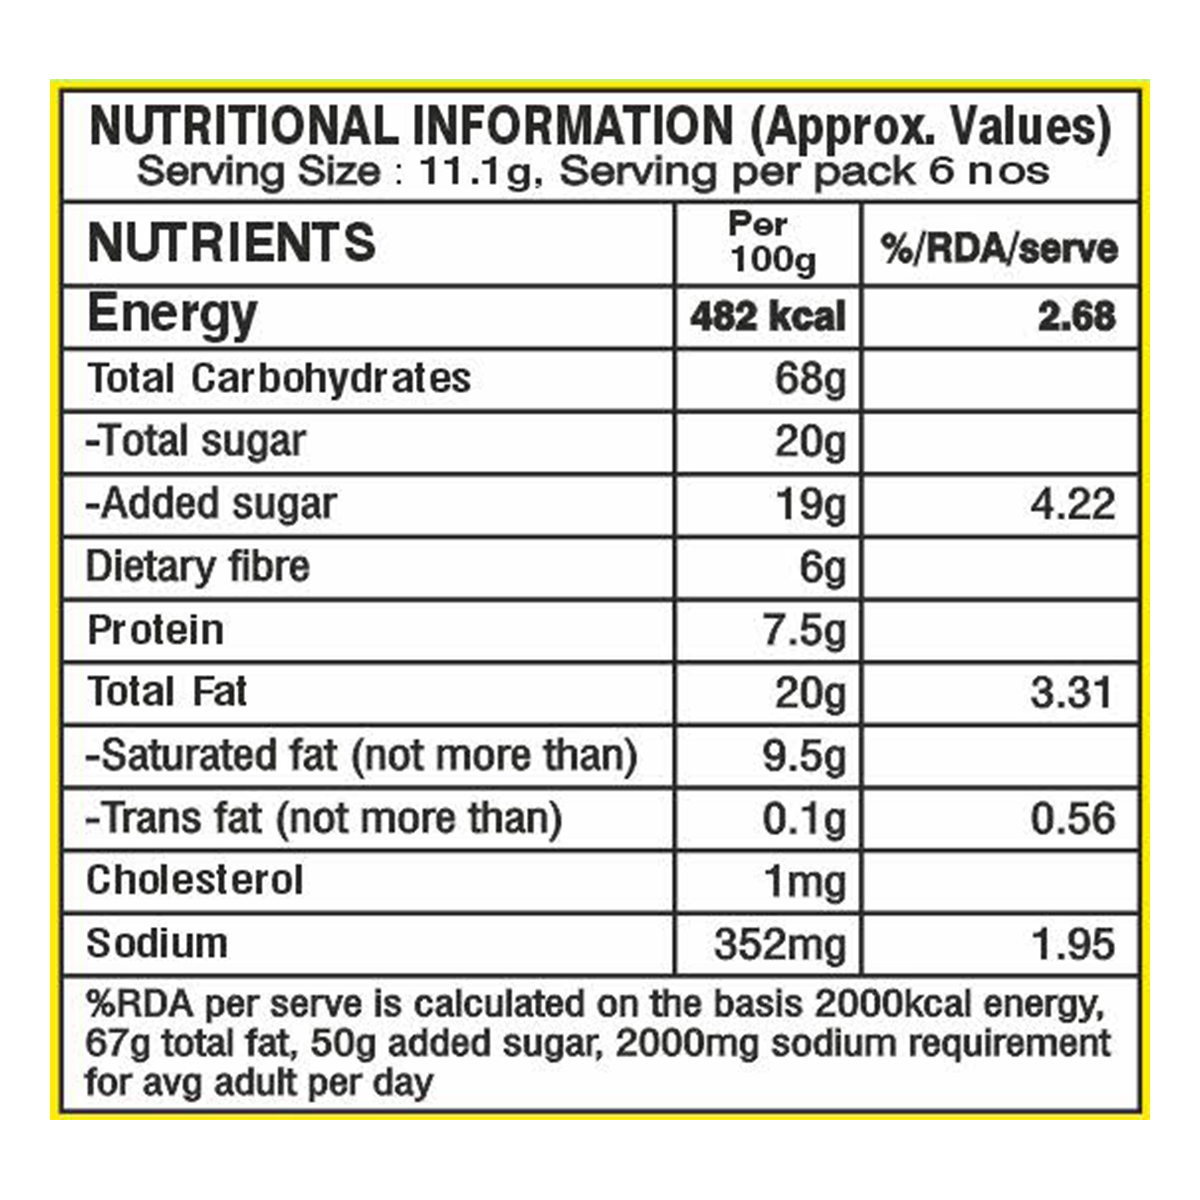 NUTRITIONAL INFORMATION (Approx. Values)
Serving Size : 11.1g, Serving per pack 6 nos
NUTRIENTS Per 100g %/RDA/serve
Energy 482 kcal 2.68
Total Carbohydrates 68g
-Total sugar 20g
-Added sugar 19g 4.22
Dietary fibre 6g
Protein 7.5g
Total Fat 20g 3.31
-Saturated fat (not more than) 9.5g
-Trans fat (not more than) 0.1g 0.56
Cholesterol 1mg
Sodium 352mg 1.95
%RDA per serve is calculated on the basis 2000kcal energy,
67g total fat, 50g added sugar, 2000mg sodium requirement
for avg adult per day